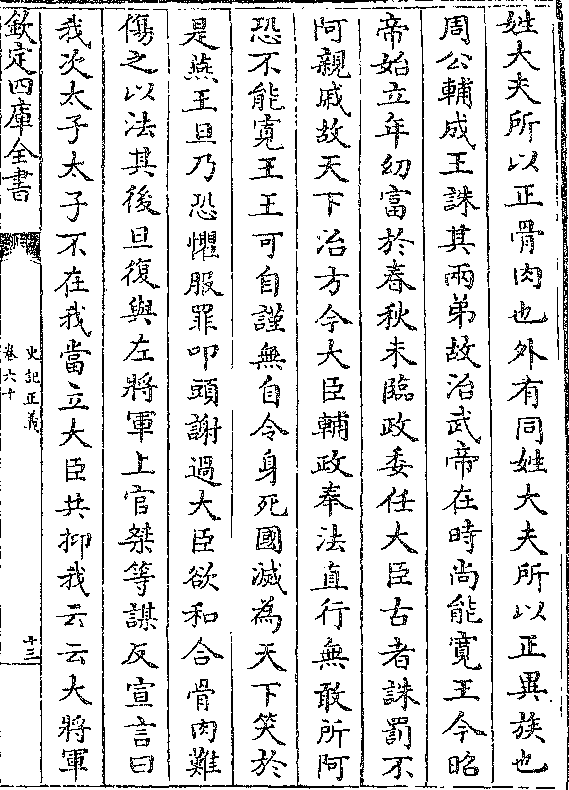 姓大夫所以正骨肉也外有同姓大夫所以正異族也
周公輔成王誅其兩弟故治武帝在時尚能寛王今昭
帝始立年幼富於春秋未臨政委任大臣古者誅罰不
阿親戚故天下治方今大臣輔政奉法直行無敢所阿
恐不能寛王王可自謹無自令身死國滅為天下笑於
是燕王旦乃恐懼服罪叩頭謝過大臣欲和合骨肉難
傷之以法其後旦復與左將軍上官桀等謀反宣言曰
我次太子太子不在我當立大臣共抑我云云大將軍
欽定四庫全書
史記正義
卷六十
十三